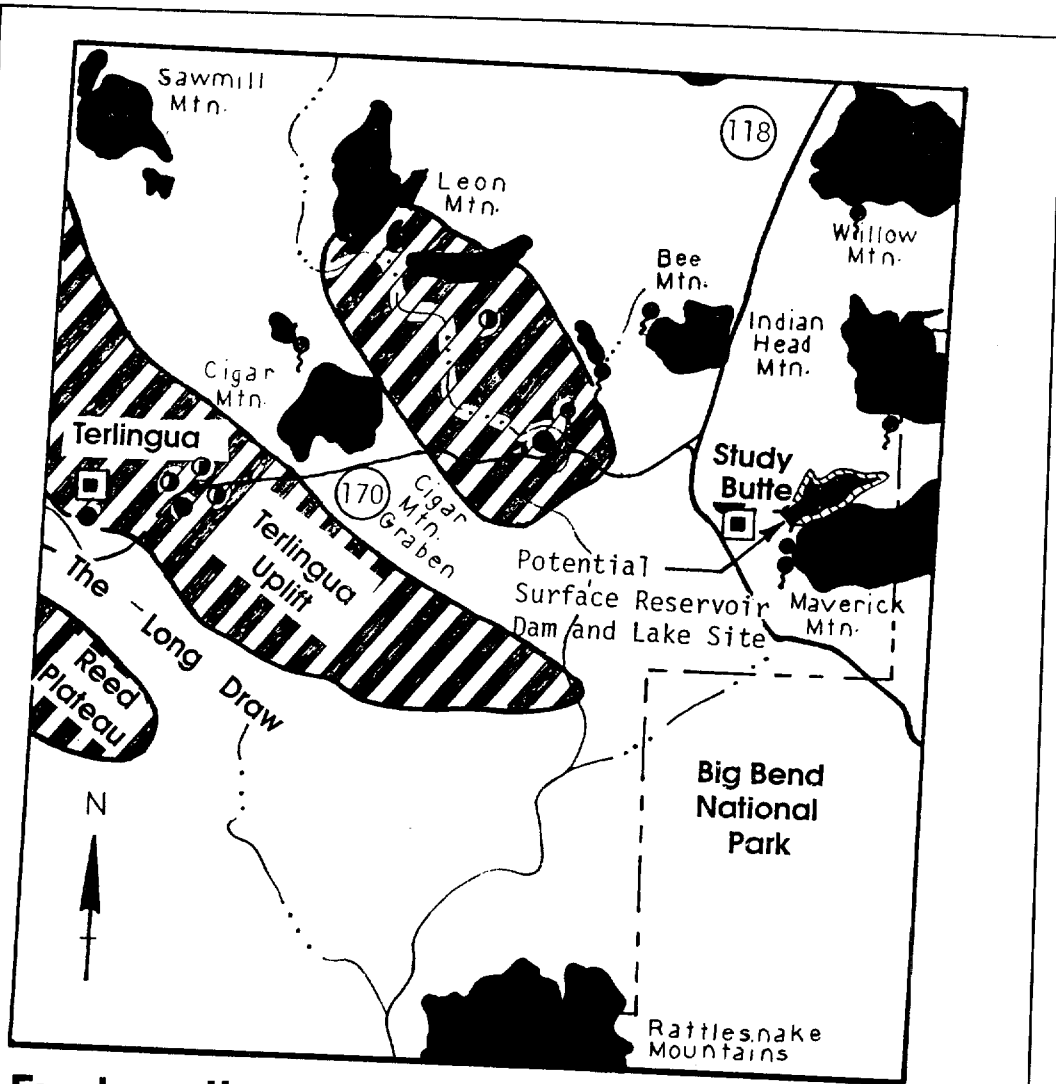 Sawmill
Mtn.
118
Leon
Mtn.
Willow
Mtn.
Bee
Mtn.
Indian
Head
Mtn.
Cigar
Mtn.
Terlingua
Study
Butte
170
Cigar
Mtn.
Graben
Terlingua
Uplift
Potential
Surface Reservoir
Dam and Lake Site
Maverick
Mtn.
The Long Draw
Reed
Plateau
Big Bend
National
Park
N
Rattlesnake
Mountains